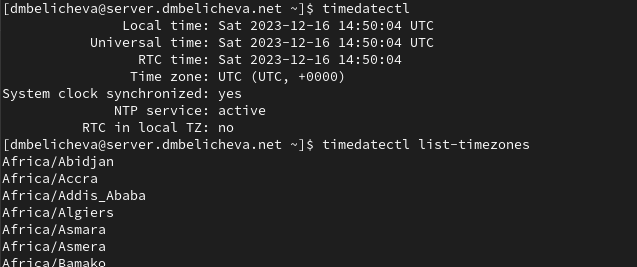 [dmbelicheva@server.dmbelicheva.net ~]$ timedatectl
Local time: Sat 2023-12-16 14:50:04 UTC
Universal time: Sat 2023-12-16 14:50:04 UTC
RTC time: Sat 2023-12-16 14:50:04
Time zone: UTC (UTC, +0000)
System clock synchronized: yes
NTP service: active
RTC in local TZ: no
[dmbelicheva@server.dmbelicheva.net ~]$ timedatectl list-timezones
Africa/Abidjan
Africa/Accra
Africa/Addis_Ababa
Africa/Algiers
Africa/Asmara
Africa/Asmera
Africa/Bamako